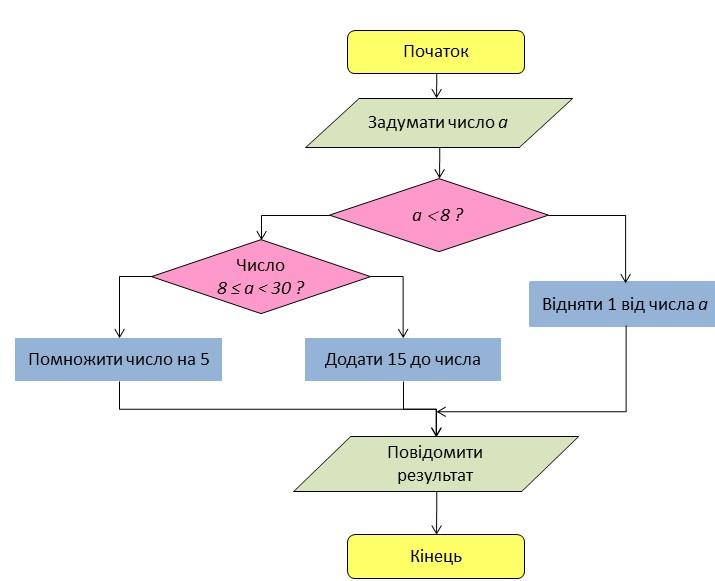 Початок
Задумати число a
a <8 ?
Число
8 ≤ a < 30 ?
Відняти 1 від числа a
Помножити число на 5
Додати 15 до числа
Повідомити
результат
Кінець